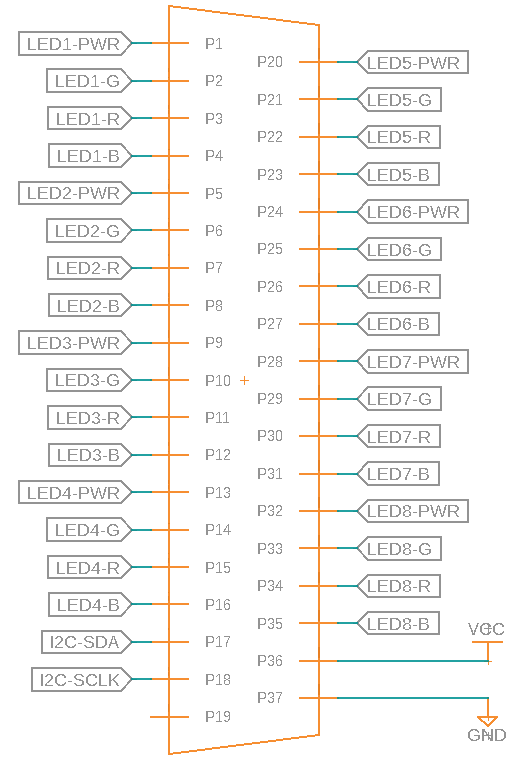 LED1-PWR P1
LED1-G P2
LED1-R P3
LED1-B P4
LED2-PWR P5
LED2-G P6
LED2-R P7
LED2-B P8
LED3-PWR P9
LED3-G P10
LED3-R P11
LED3-B P12
LED4-PWR P13
LED4-G P14
LED4-R P15
LED4-B P16
I2C-SDA P17
I2C-SCLK P18
P19
P20 LED5-PWR
P21 LED5-G
P22 LED5-R
P23 LED5-B
P24 LED6-PWR
P25 LED6-G
P26 LED6-R
P27 LED6-B
P28 LED7-PWR
P29 LED7-G
P30 LED7-R
P31 LED7-B
P32 LED8-PWR
P33 LED8-G
P34 LED8-R
P35 LED8-B
VCC
P36
P37
GND